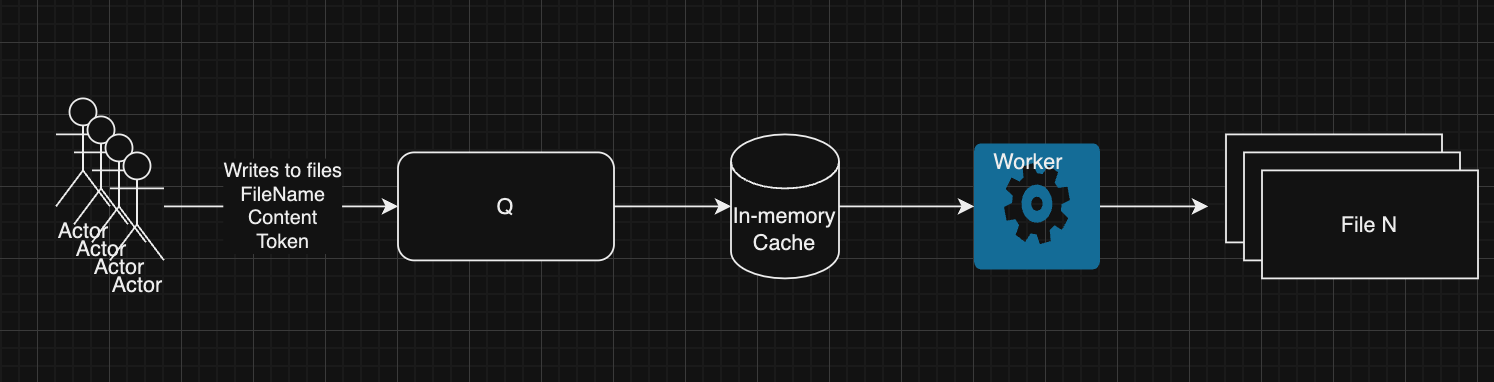 Actor
Actor
Actor
Actor
Writes to files
FileName
Content
Token
Q
In-memory
Cache
Worker
File N